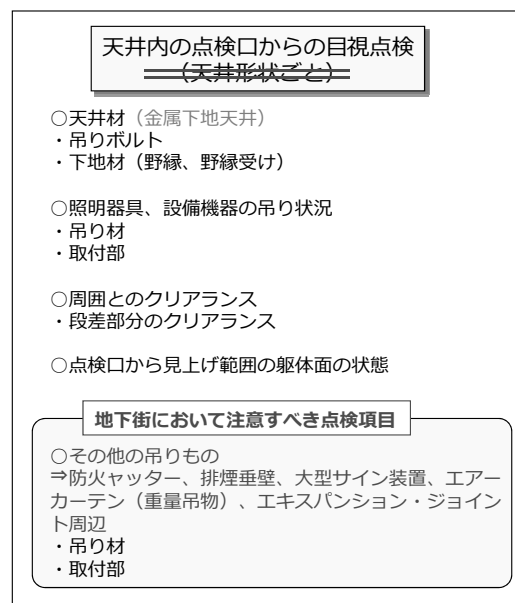 天井内の点検口からの目視点検
（天井形状ごと）
○天井材（金属下地天井）
・吊りボルト
・下地材（野縁、野縁受け）
○照明器具、設備機器の吊り状況
・吊り材
・取付部
○周囲とのクリアランス
・段差部分のクリアランス
○点検口から見上げ範囲の躯体面の状態
地下街において注意すべき点検項目
○その他の吊りもの
⇒防火ャッター、排煙垂壁、大型サイン装置、エアー
カーテン（重量吊物）、エキスパンション・ジョイン
ト周辺
・吊り材
・取付部